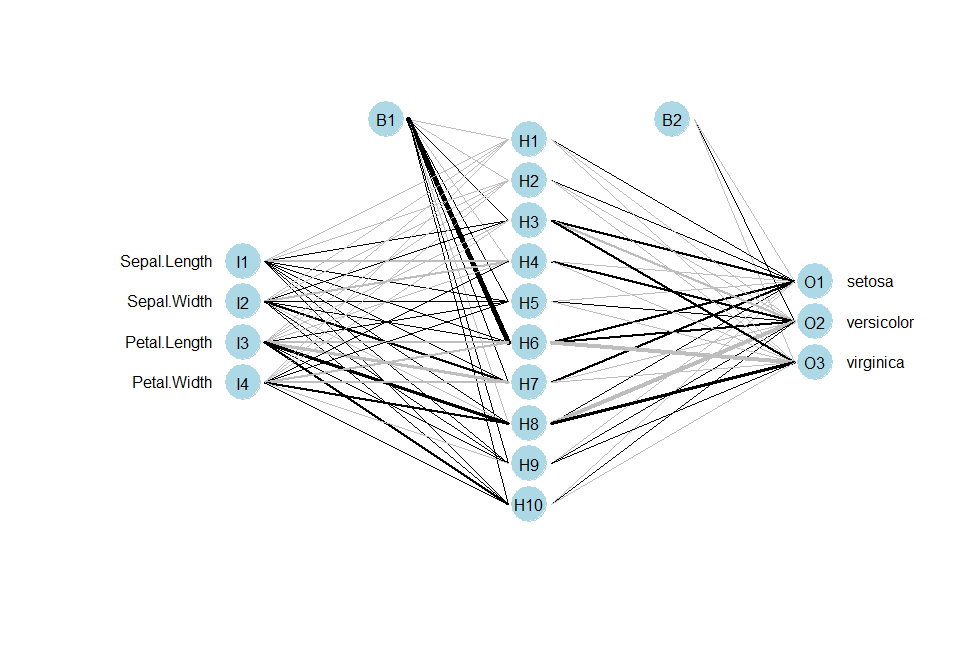 B1
B2
H1
H2
H3
Sepal.Length I1 H4
O1 setosa
Sepal.Width I2 H5
O2 versicolor
Petal.Length I3 H6
O3 virginica
Petal.Width I4 H7
H8
H9
H10